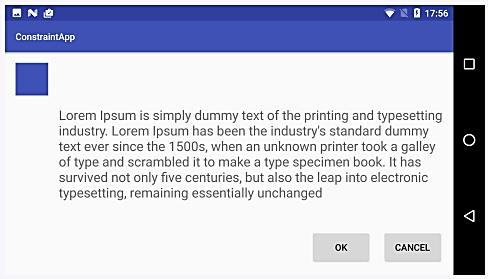 17:56
ConstraintApp
Lorem Ipsum is simply dummy text of the printing and typesetting
industry. Lorem Ipsum has been the industry's standard dummy
text ever since the 1500s, when an unknown printer took a galley
of type and scrambled it to make a type specimen book. It has
survived not only five centuries, but also the leap into electronic
typesetting, remaining essentially unchanged
OK CANCEL